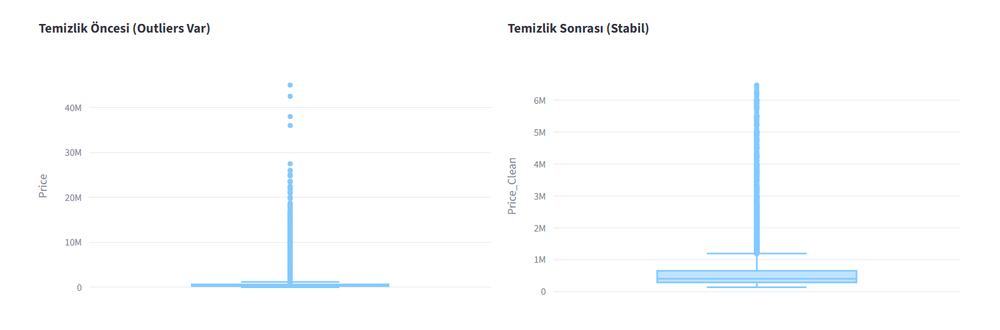 Temizlik Öncesi (Outliers Var)
40M
30M
20M
10M
0
Price
Temizlik Sonrası (Stabil)
6M
5M
4M
3M
2M
1M
0
Price_Clean